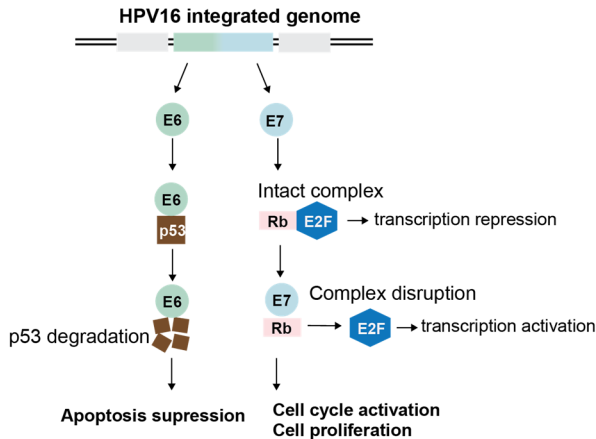 HPV16 integrated genome
E6
E7
E6
p53
Intact complex
Rb
E2F
transcription repression
E6
p53 degradation
E7
Rb
Complex disruption
E2F
transcription activation
Apoptosis supression
Cell cycle activation
Cell proliferation